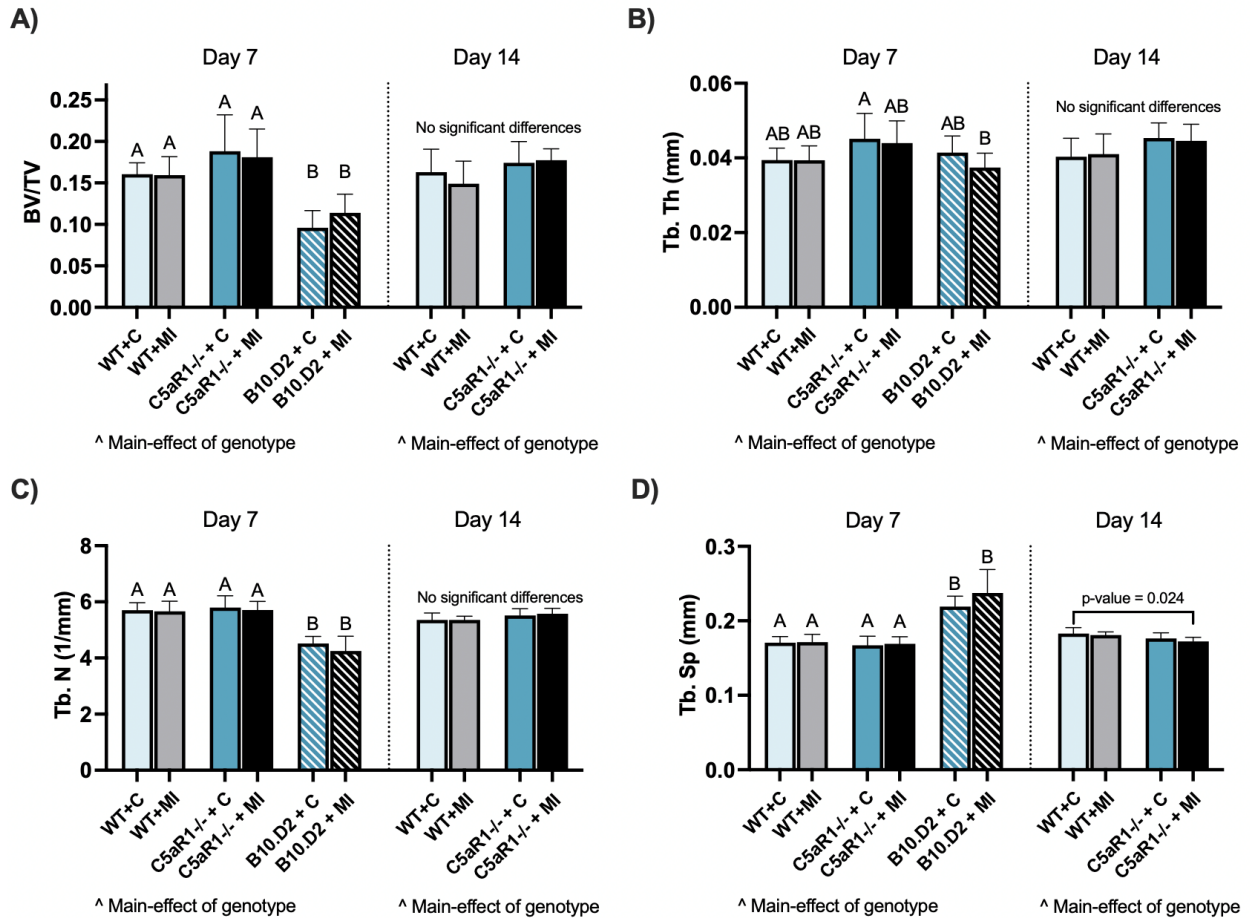 A)
Day 7
Day 14
BV/TV
0.25
0.20
0.15
0.10
0.05
0.00
A
A
A
A
B
B
No significant differences
WT+C
WT+MI
C5aR1-/- + C
C5aR1-/- + MI
B10.D2 + C
B10.D2 + MI
WT+C
WT+MI
C5aR1-/- + C
C5aR1-/- + MI
^ Main-effect of genotype
^ Main-effect of genotype
B)
Day 7
Day 14
Tb. Th (mm)
0.06
0.04
0.02
0.00
AB
AB
A
AB
AB
B
No significant differences
WT+C
WT+MI
C5aR1-/- + C
C5aR1-/- + MI
B10.D2 + C
B10.D2 + MI
WT+C
WT+MI
C5aR1-/- + C
C5aR1-/- + MI
^ Main-effect of genotype
^ Main-effect of genotype
C)
Day 7
Day 14
Tb. N (1/mm)
8
6
4
2
0
A
A
A
A
B
B
No significant differences
WT+C
WT+MI
C5aR1-/- + C
C5aR1-/- + MI
B10.D2 + C
B10.D2 + MI
WT+C
WT+MI
C5aR1-/- + C
C5aR1-/- + MI
^ Main-effect of genotype
^ Main-effect of genotype
D)
Day 7
Day 14
Tb. Sp (mm)
0.3
0.2
0.1
0.0
A
A
A
A
B
B
p-value = 0.024
WT+C
WT+MI
C5aR1-/- + C
C5aR1-/- + MI
B10.D2 + C
B10.D2 + MI
WT+C
WT+MI
C5aR1-/- + C
C5aR1-/- + MI
^ Main-effect of genotype
^ Main-effect of genotype